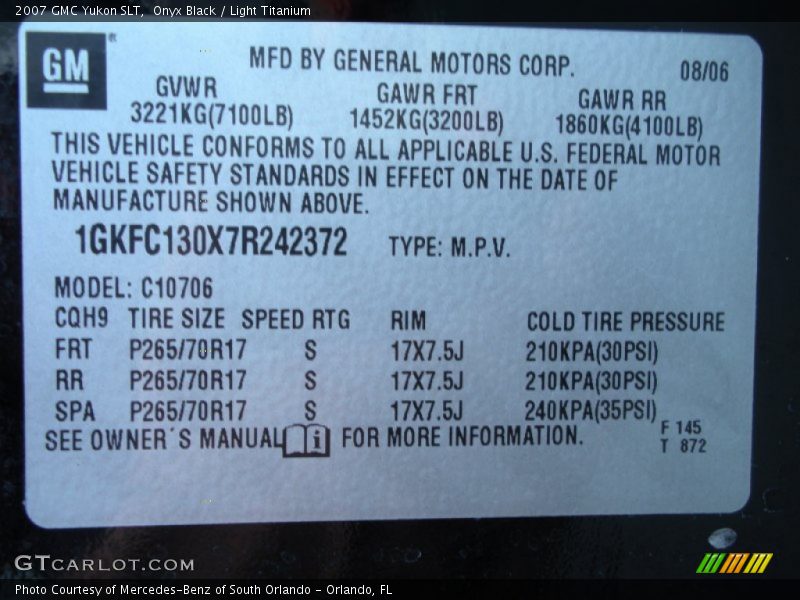 2007 GMC Yukon SLT, Onyx Black / Light Titanium
GM ®
MFD BY GENERAL MOTORS CORP. 08/06
GVWR GAWR FRT GAWR RR
3221KG(7100LB) 1452KG(3200LB) 1860KG(4100LB)
THIS VEHICLE CONFORMS TO ALL APPLICABLE U.S. FEDERAL MOTOR
VEHICLE SAFETY STANDARDS IN EFFECT ON THE DATE OF
MANUFACTURE SHOWN ABOVE.
1GKFC130X7R242372 TYPE: M.P.V.
MODEL: C10706
CQH9 TIRE SIZE SPEED RTG RIM COLD TIRE PRESSURE
FRT P265/70R17 S 17X7.5J 210KPA(30PSI)
RR P265/70R17 S 17X7.5J 210KPA(30PSI)
SPA P265/70R17 S 17X7.5J 240KPA(35PSI)
SEE OWNER´S MANUAL i FOR MORE INFORMATION.
F 145
T 872
GTCARLOT.COM
Photo Courtesy of Mercedes-Benz of South Orlando - Orlando, FL